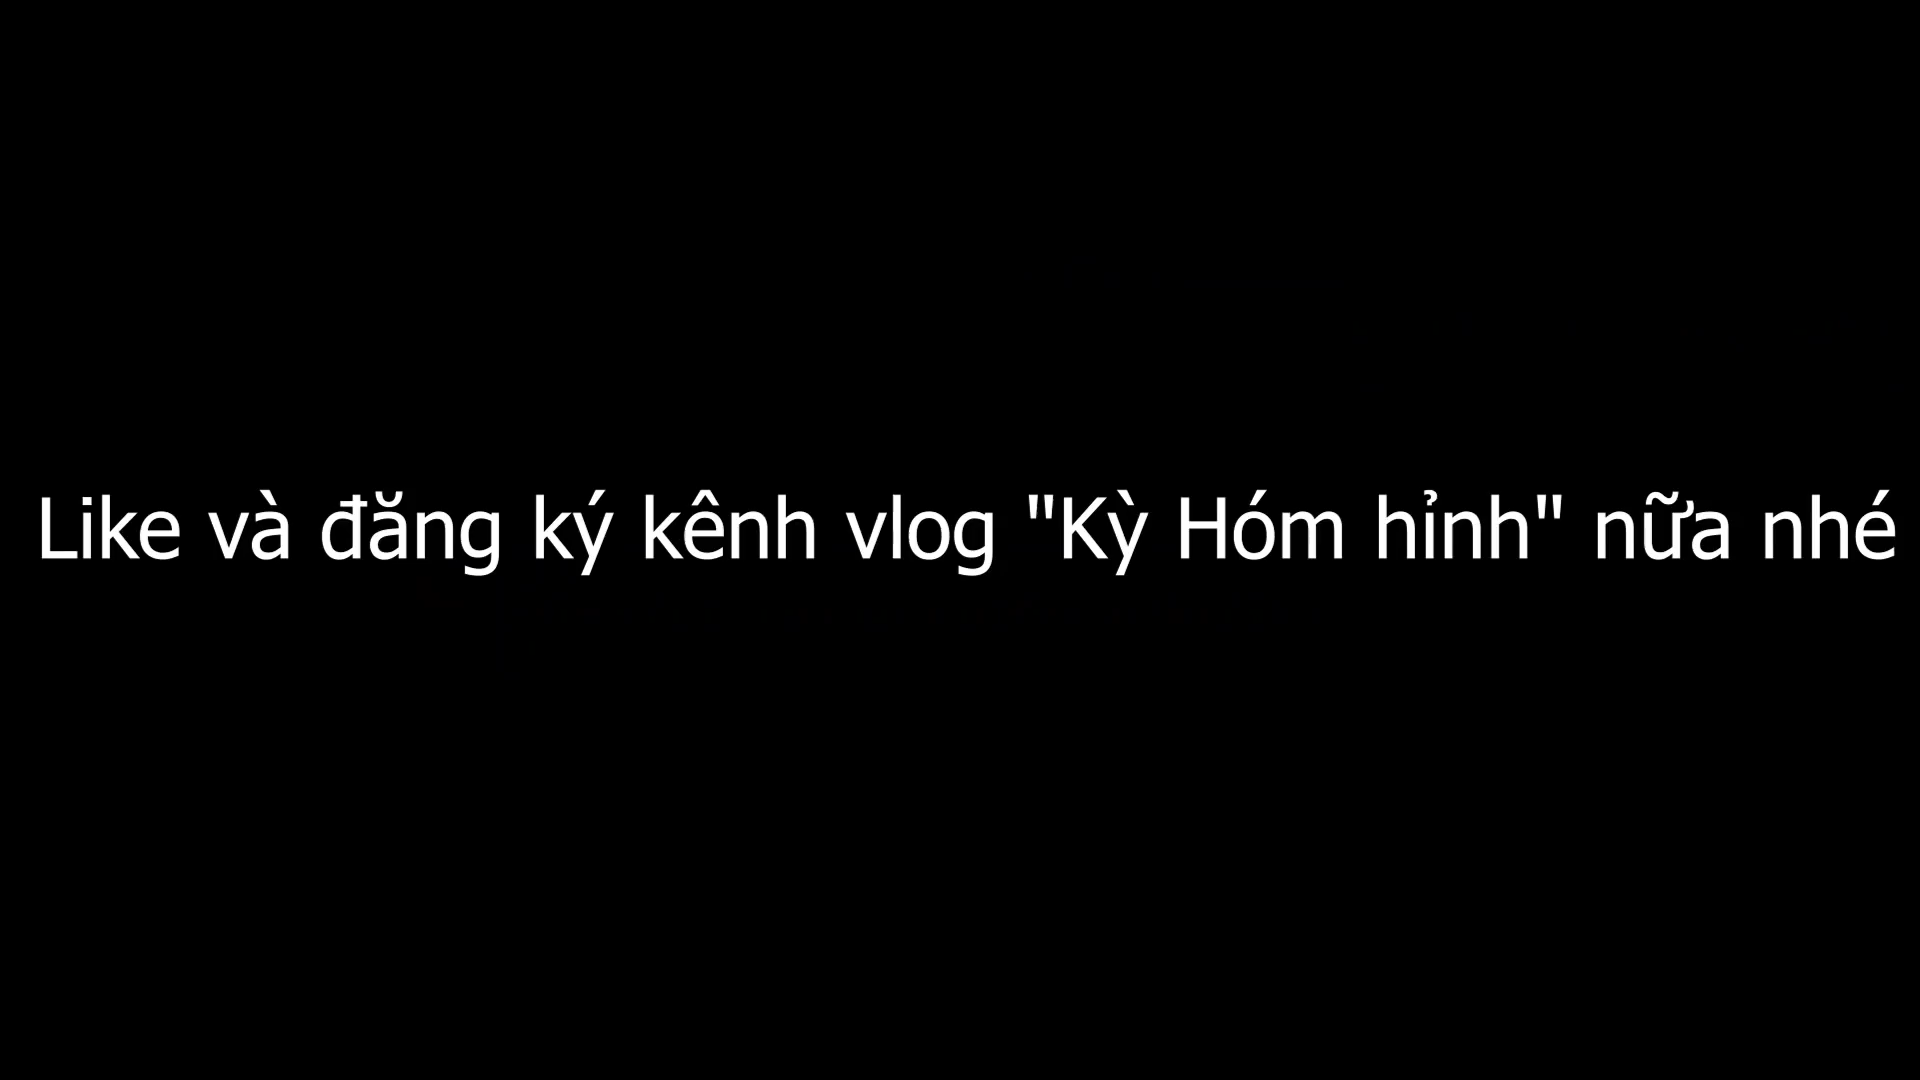 Like và đăng ký kênh vlog "Kỳ Hóm hỉnh" nữa nhé